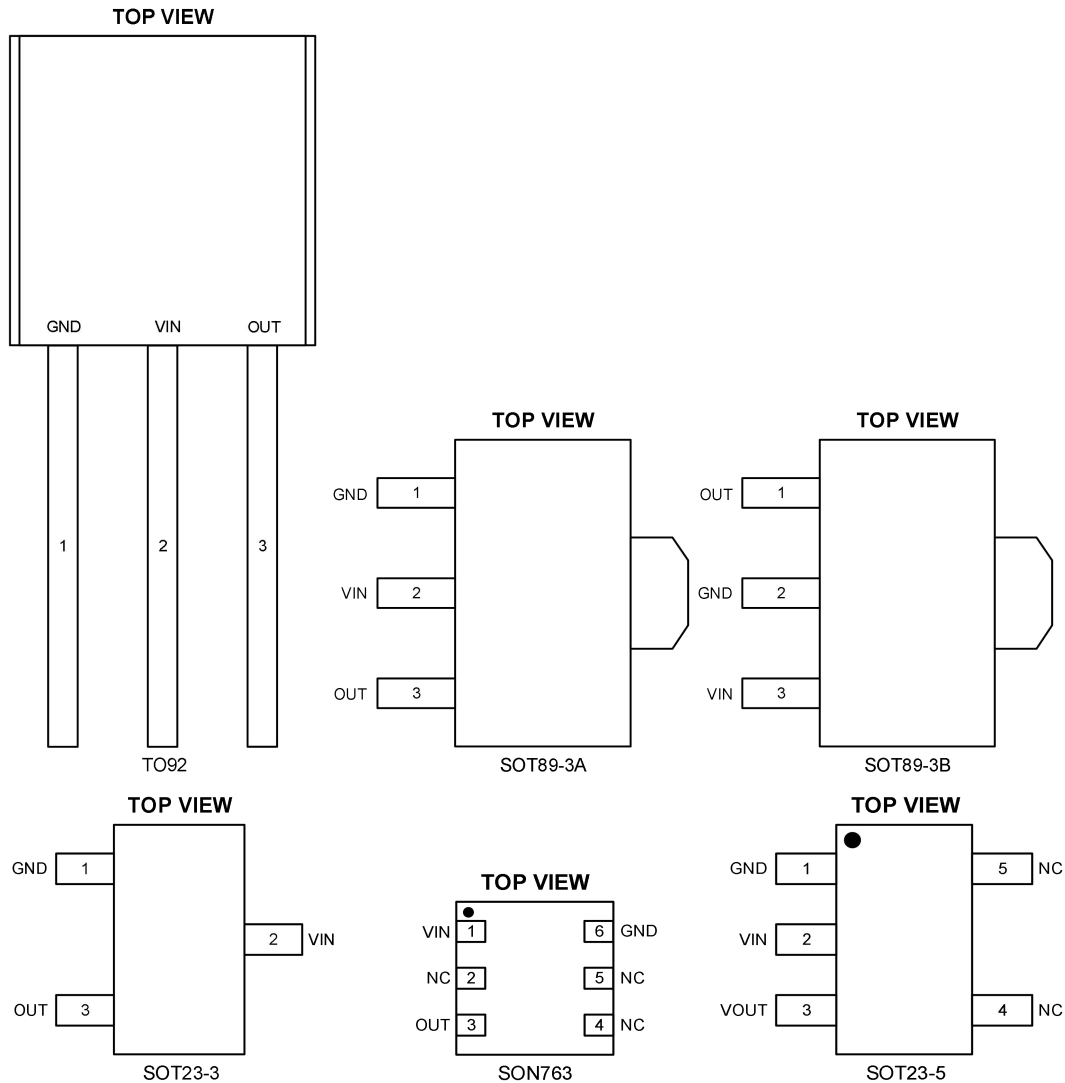 TOP VIEW
GND VIN OUT
1 2 3
TO92
TOP VIEW
GND 1
VIN 2
OUT 3
SOT89-3A
TOP VIEW
OUT 1
GND 2
VIN 3
SOT89-3B
TOP VIEW
GND 1
2 VIN
OUT 3
SOT23-3
TOP VIEW
VIN 1 6 GND
NC 2 5 NC
OUT 3 4 NC
SON763
TOP VIEW
GND 1 5 NC
VIN 2
VOUT 3 4 NC
SOT23-5